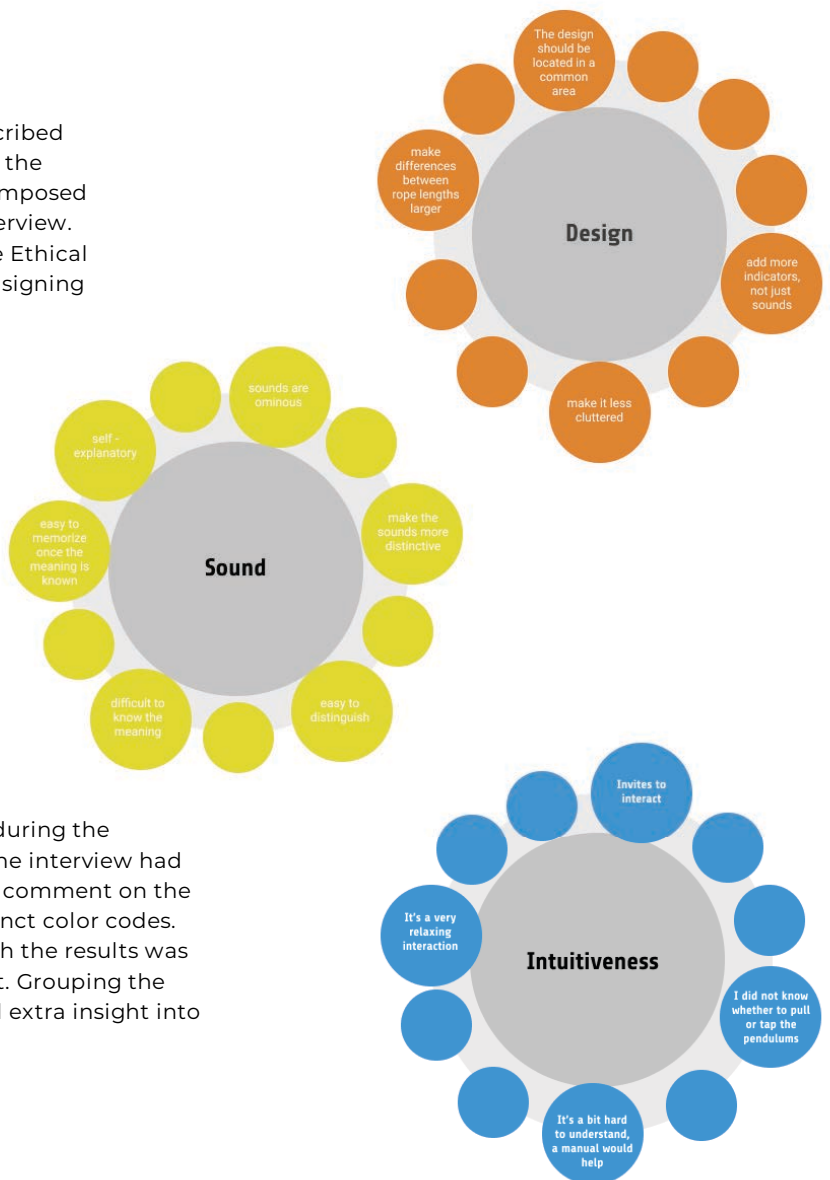 cribed
the
mposed
erview.
e Ethical
signing
The design
should be
located in a
common
area
make
differences
between
rope lengths
larger
Design
add more
indicators,
not just
sounds
make it less
cluttered
sounds are
ominous
self -
explanatory
easy to
memorize
once the
meaning is
known
make the
sounds more
distinctive
Sound
difficult to
know the
meaning
easy to
distinguish
during the
he interview had
comment on the
nct color codes.
h the results was
t. Grouping the
l extra insight into
Invites to
interact
It's a very
relaxing
interaction
Intuitiveness
I did not know
whether to pull
or tap the
pendulums
It's a bit hard
to understand,
a manual would
help